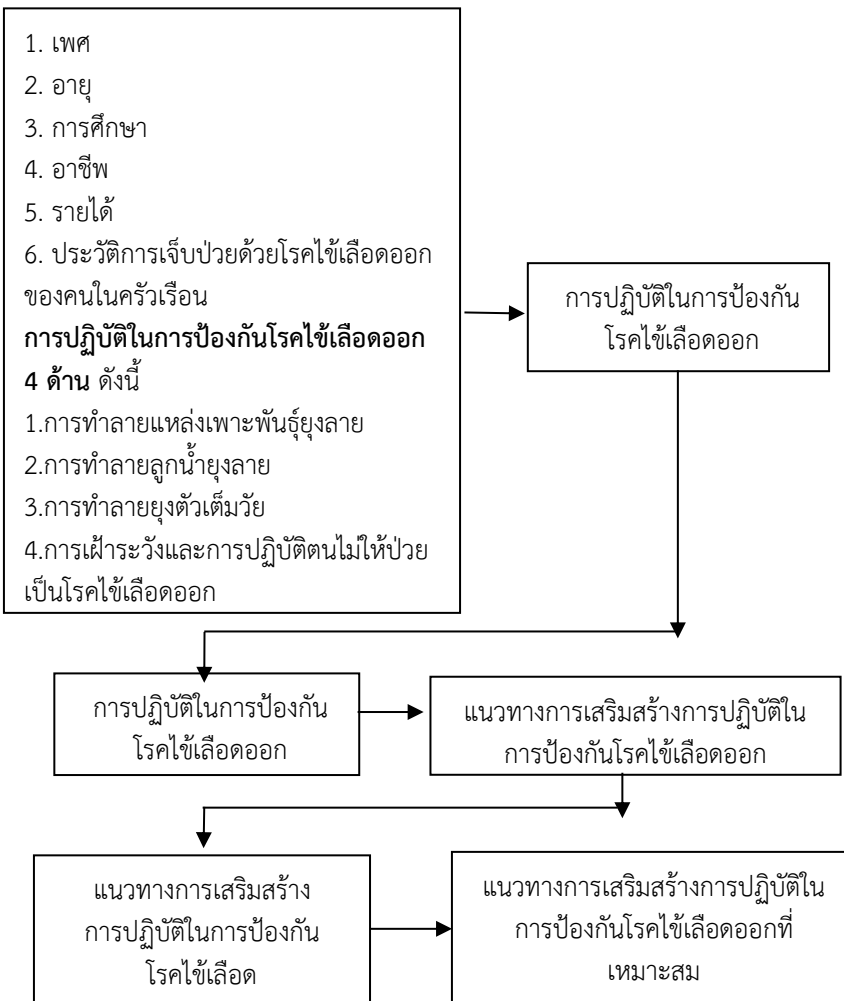 1. เพศ
2. อายุ
3. การศึกษา
4. อาชีพ
5. รายได้
6. ประวัติการเจ็บป่วยด้วยโรคไข้เลือดออก
ของคนในครัวเรือน
การปฏิบัติในการป้องกันโรคไข้เลือดออก
4 ด้าน ดังนี้
1.การทำลายแหล่งเพาะพันธุ์ยุงลาย
2.การทำลายลูกน้ำยุงลาย
3.การทำลายยุงตัวเต็มวัย
4.การเฝ้าระวังและการปฏิบัติตนไม่ให้ป่วย
เป็นโรคไข้เลือดออก
การปฏิบัติในการป้องกัน
โรคไข้เลือดออก
การปฏิบัติในการป้องกัน
โรคไข้เลือดออก
แนวทางการเสริมสร้างการปฏิบัติใน
การป้องกันโรคไข้เลือดออก
แนวทางการเสริมสร้าง
การปฏิบัติในการป้องกัน
โรคไข้เลือด
แนวทางการเสริมสร้างการปฏิบัติใน
การป้องกันโรคไข้เลือดออกที่
เหมาะสม